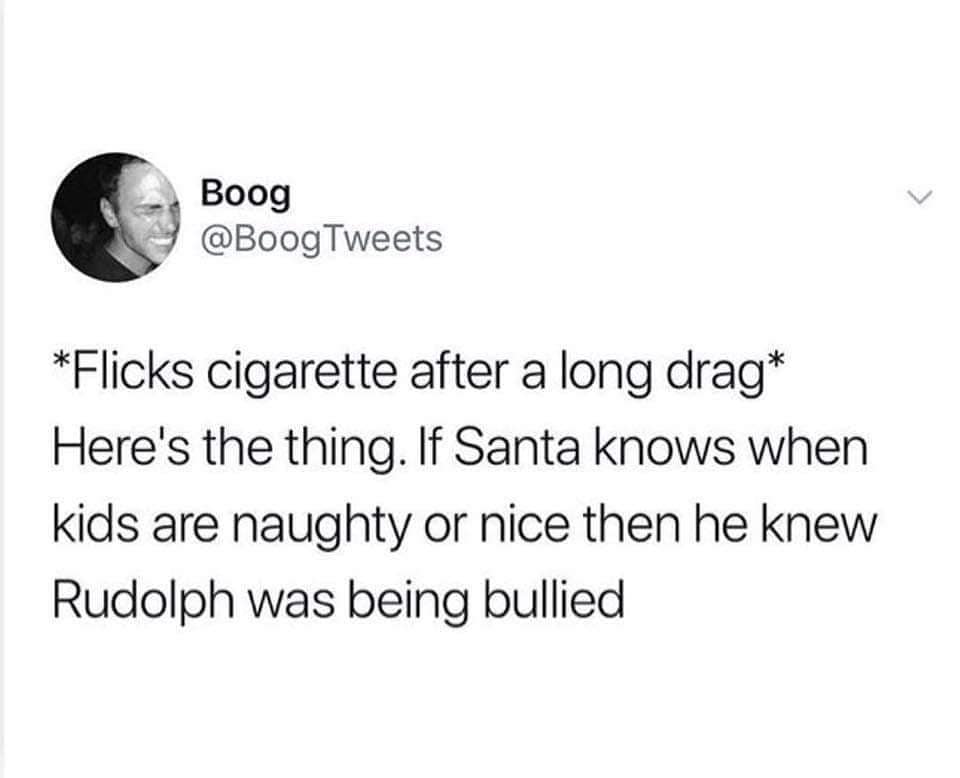 Boog
@BoogTweets
*Flicks cigarette after a long drag*
Here's the thing. If Santa knows when
kids are naughty or nice then he knew
Rudolph was being bullied